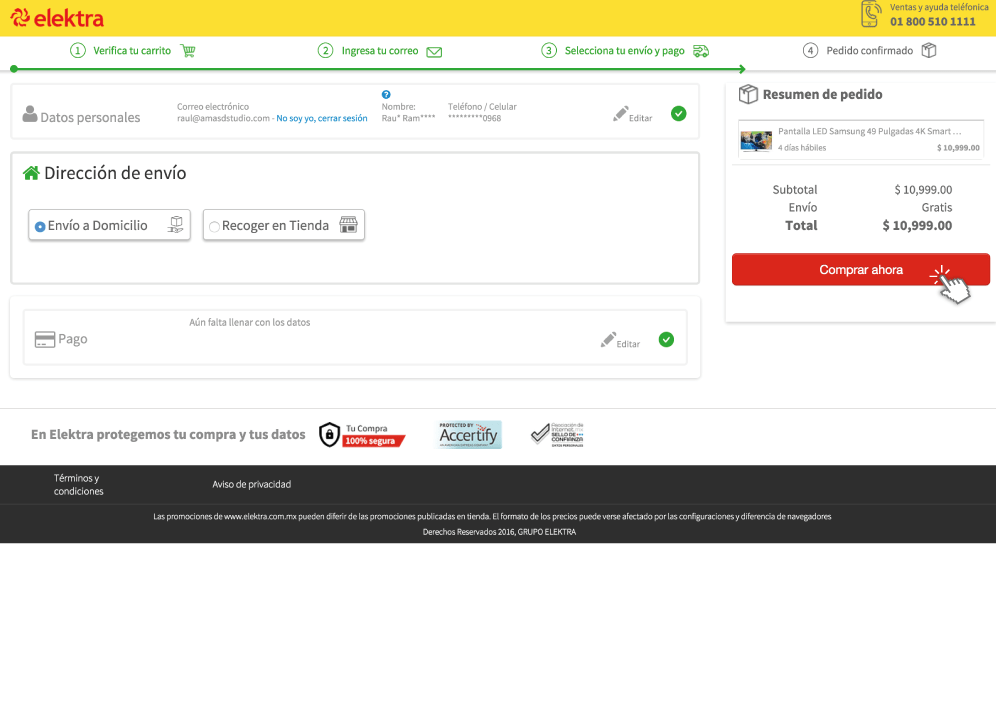 elektra
Ventas y ayuda teléfonica
01 800 510 1111
1 Verifica tu carrito
2 Ingresa tu correo
3 Selecciona tu envío y pago
4 Pedido confirmado
Datos personales
Correo electrónico
raul@amasdstudio.com - No soy yo, cerrar sesión
?
Nombre:
Rau* Ram****
Teléfono / Celular
*********0968
Editar
Dirección de envío
Envío a Domicilio
Recoger en Tienda
Pago
Aún falta llenar con los datos
Editar
Resumen de pedido
Pantalla LED Samsung 49 Pulgadas 4K Smart ...
4 días hábiles
$ 10,999.00
Subtotal $ 10,999.00
Envío Gratis
Total $ 10,999.00
Comprar ahora
En Elektra protegemos tu compra y tus datos
Tu Compra
100% segura
PROTECTED BY
Accertify
Asociación de
Internet.mx
SELLO DE
CONFIANZA
DATOS PERSONALES
Términos y
condiciones
Aviso de privacidad
Las promociones de www.elektra.com.mx pueden diferir de las promociones publicadas en tienda. El formato de los precios puede verse afectado por las configuraciones y diferencia de navegadores
Derechos Reservados 2016, GRUPO ELEKTRA